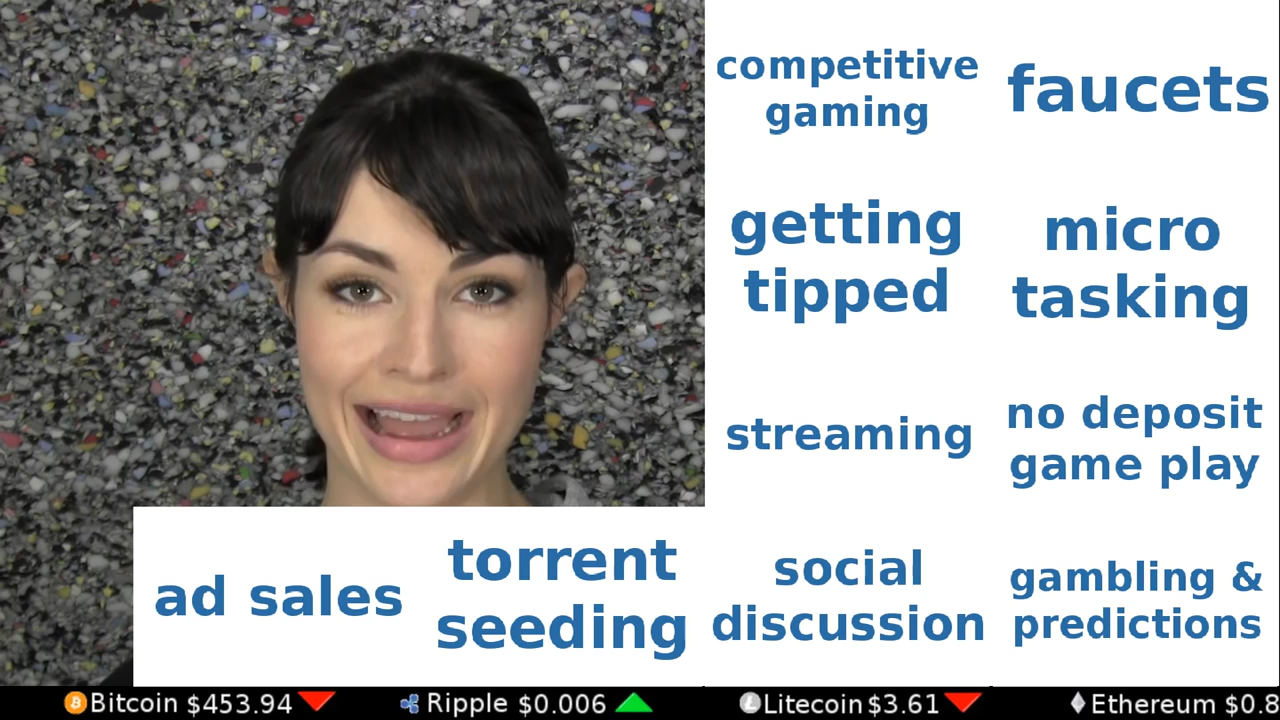 competitive
gaming
faucets
getting
tipped
micro
tasking
streaming
no deposit
game play
ad sales
torrent
seeding
social
discussion
gambling &
predictions
Bitcoin $453.94 Ripple $0.006 Litecoin $3.61 Ethereum $0.8